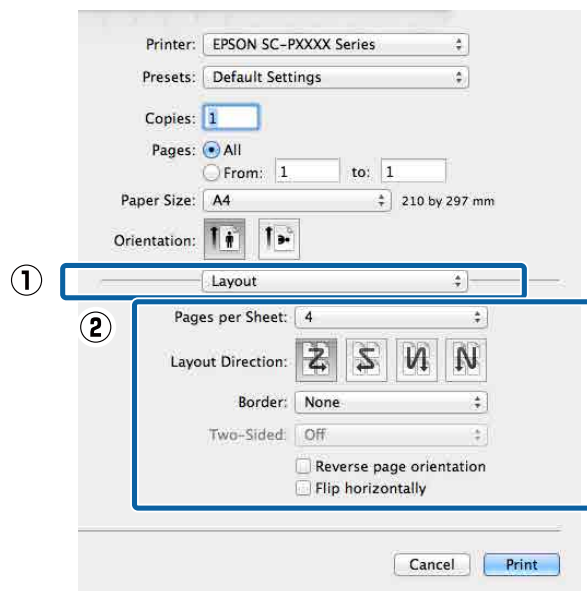 Printer: EPSON SC-PXXXX Series
Presets: Default Settings
Copies: 1
Pages: All
From: 1 to: 1
Paper Size: A4 210 by 297 mm
Orientation:
① Layout
② Pages per Sheet: 4
Layout Direction:
Border: None
Two-Sided: Off
Reverse page orientation
Flip horizontally
Cancel Print